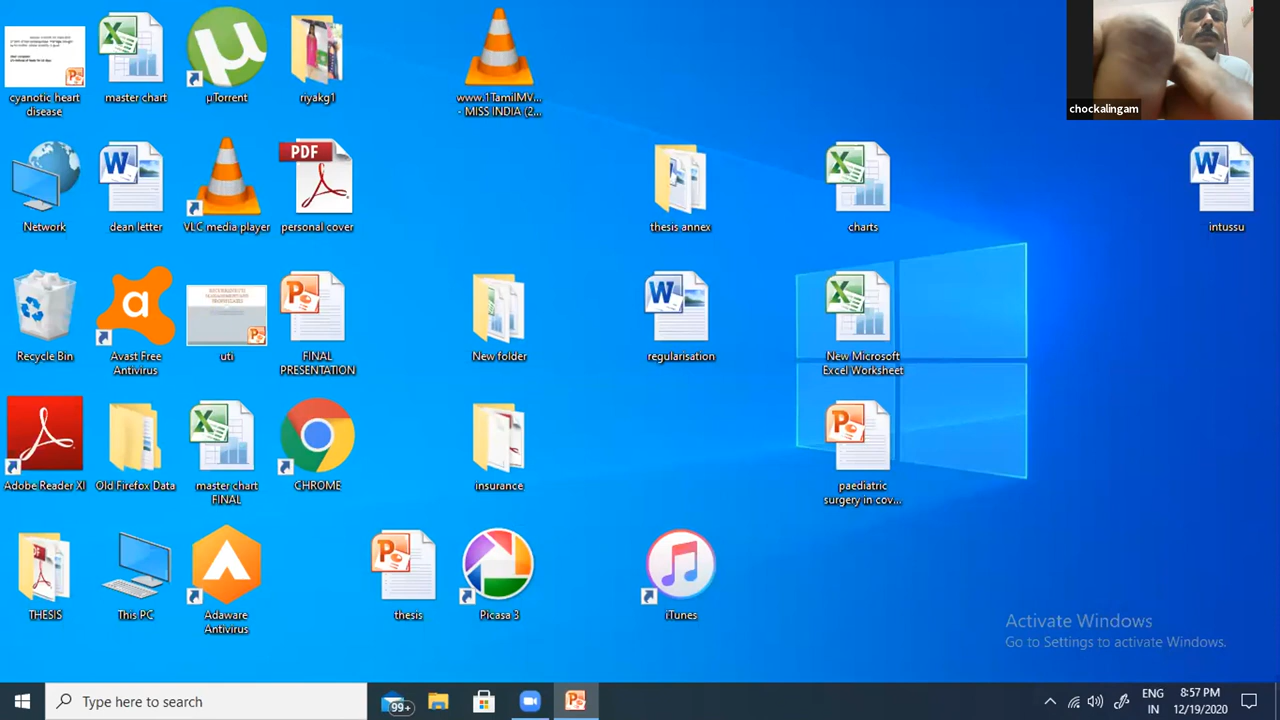 cyanotic heart
disease
master chart
µTorrent
riyakg1
www.1TamilMV...
- MISS INDIA (2...
chockalingam
Network
dean letter
VLC media player
PDF
personal cover
thesis annex
charts
intussu
Recycle Bin
Avast Free
Antivirus
uti
FINAL
PRESENTATION
New folder
regularisation
New Microsoft
Excel Worksheet
Adobe Reader XI
Old Firefox Data
master chart
FINAL
CHROME
insurance
paediatric
surgery in cov...
THESIS
This PC
Adaware
Antivirus
thesis
Picasa 3
iTunes
Activate Windows
Go to Settings to activate Windows.
Type here to search
99+
ENG
IN
8:57 PM
12/19/2020